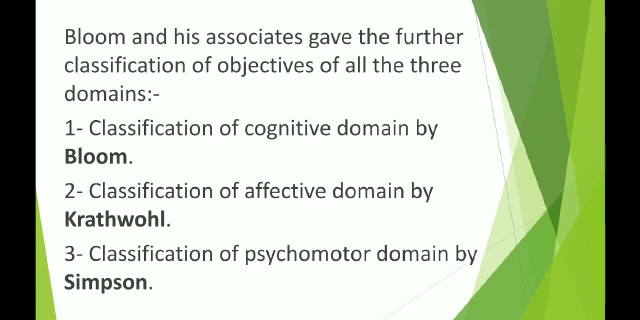 Bloom and his associates gave the further
classification of objectives of all the three
domains:-
1- Classification of cognitive domain by
Bloom.
2- Classification of affective domain by
Krathwohl.
3- Classification of psychomotor domain by
Simpson.